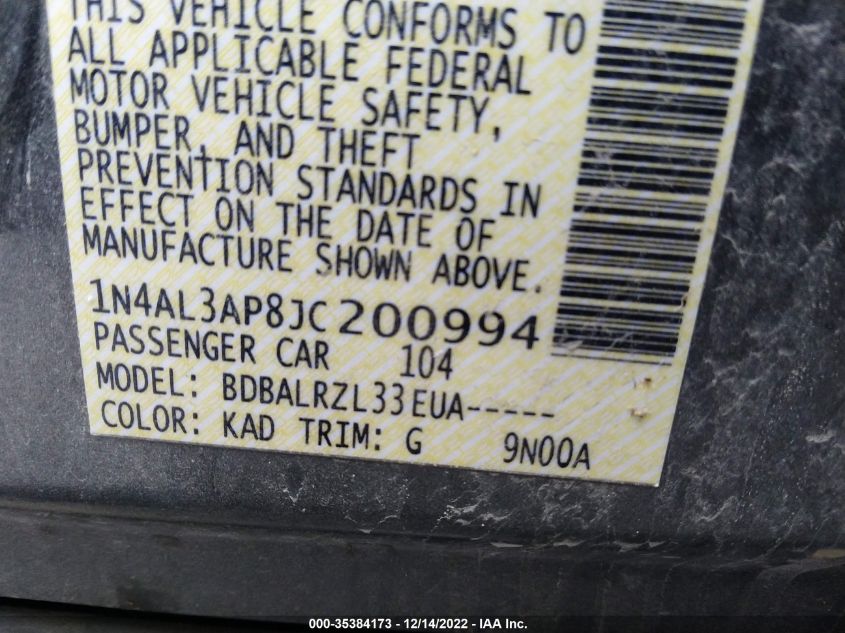 THIS VEHICLE CONFORMS TO
ALL APPLICABLE FEDERAL
MOTOR VEHICLE SAFETY,
BUMPER, AND THEFT
PREVENTION STANDARDS IN
EFFECT ON THE DATE OF
MANUFACTURE SHOWN ABOVE.
1N4AL3AP8JC200994
PASSENGER CAR 104
MODEL: BDBALRZL33EUA-----
COLOR: KAD TRIM: G 9N00A
000-35384173 - 12/14/2022 - IAA Inc.